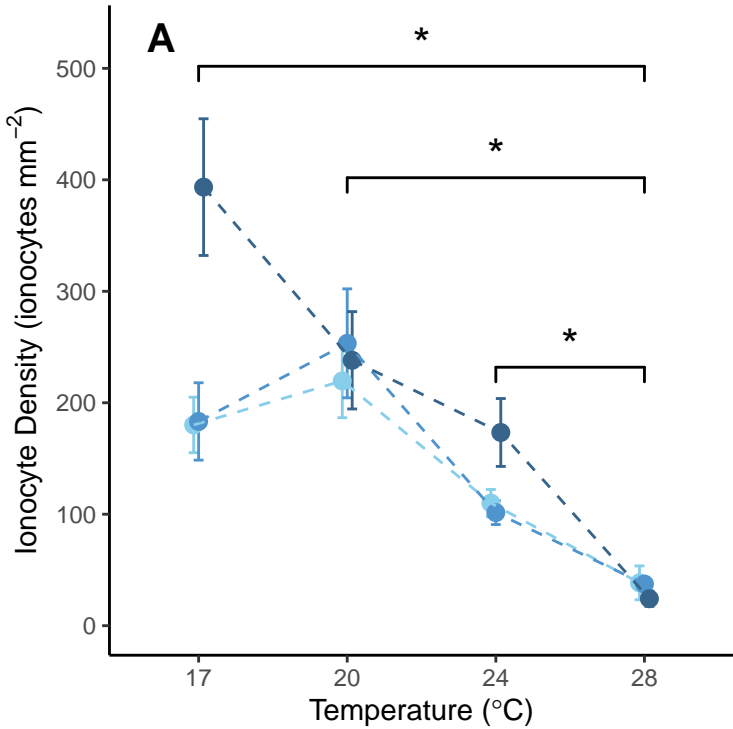 A
*
500
*
400
300
*
200
100
0
17 20 24 28
Temperature (°C)
Ionocyte Density (ionocytes mm⁻²)